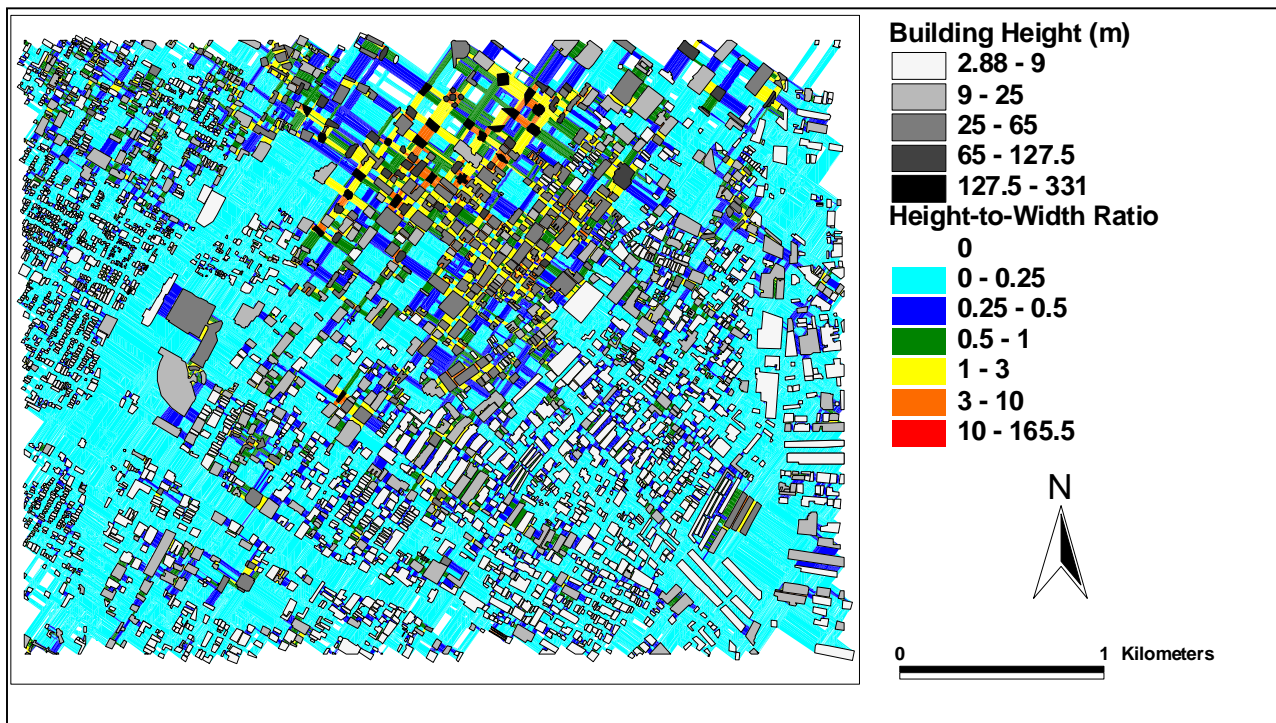 Building Height (m)
2.88 - 9
9 - 25
25 - 65
65 - 127.5
127.5 - 331
Height-to-Width Ratio
0
0 - 0.25
0.25 - 0.5
0.5 - 1
1 - 3
3 - 10
10 - 165.5
N
0 1 Kilometers